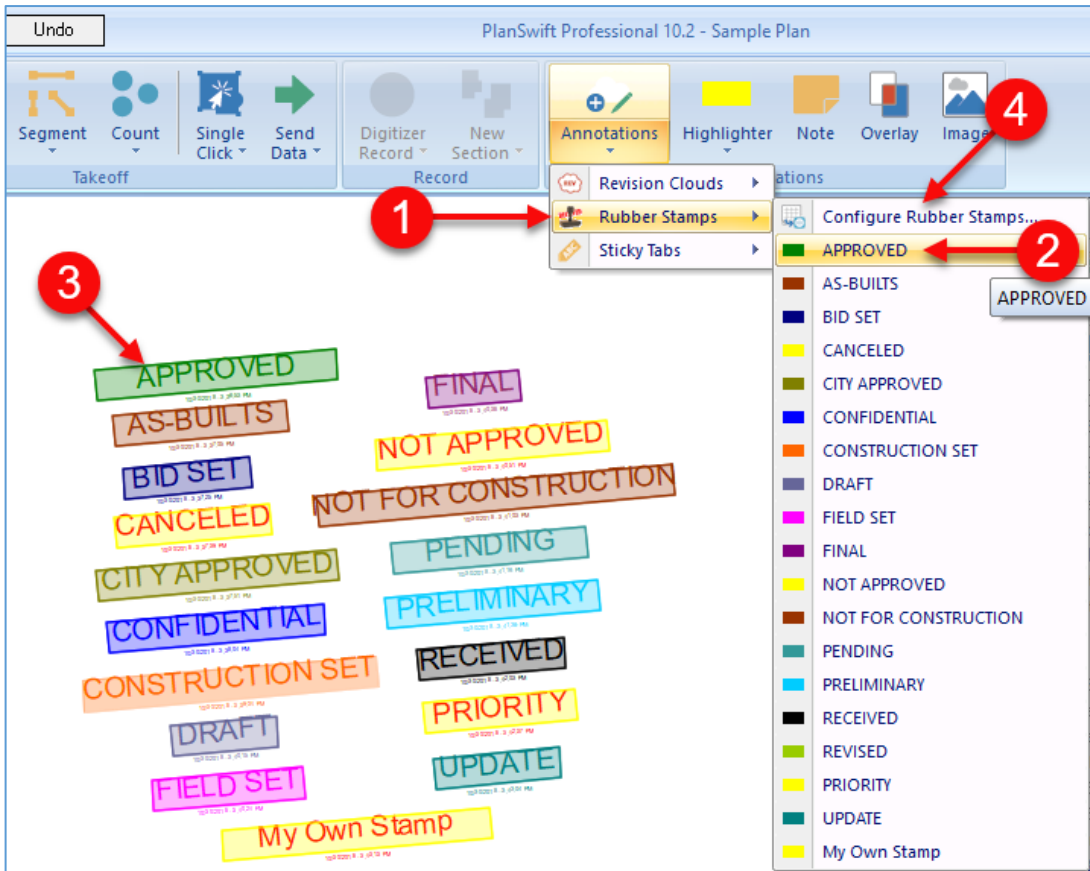 Undo
PlanSwift Professional 10.2 - Sample Plan
Segment
Count
Single Click
Send Data
Takeoff
Digitizer Record
New Section
Record
Annotations
Highlighter
Note
Overlay
Image
4
Revision Clouds
Rubber Stamps
Sticky Tabs
1
Configure Rubber Stamps...
APPROVED
2
APPROVED
AS-BUILTS
BID SET
CANCELED
CITY APPROVED
CONFIDENTIAL
CONSTRUCTION SET
DRAFT
FIELD SET
FINAL
NOT APPROVED
NOT FOR CONSTRUCTION
PENDING
PRELIMINARY
RECEIVED
REVISED
PRIORITY
UPDATE
My Own Stamp
3
APPROVED
AS-BUILTS
BID SET
CANCELED
CITY APPROVED
CONFIDENTIAL
CONSTRUCTION SET
DRAFT
FIELD SET
FINAL
NOT APPROVED
NOT FOR CONSTRUCTION
PENDING
PRELIMINARY
RECEIVED
PRIORITY
UPDATE
My Own Stamp